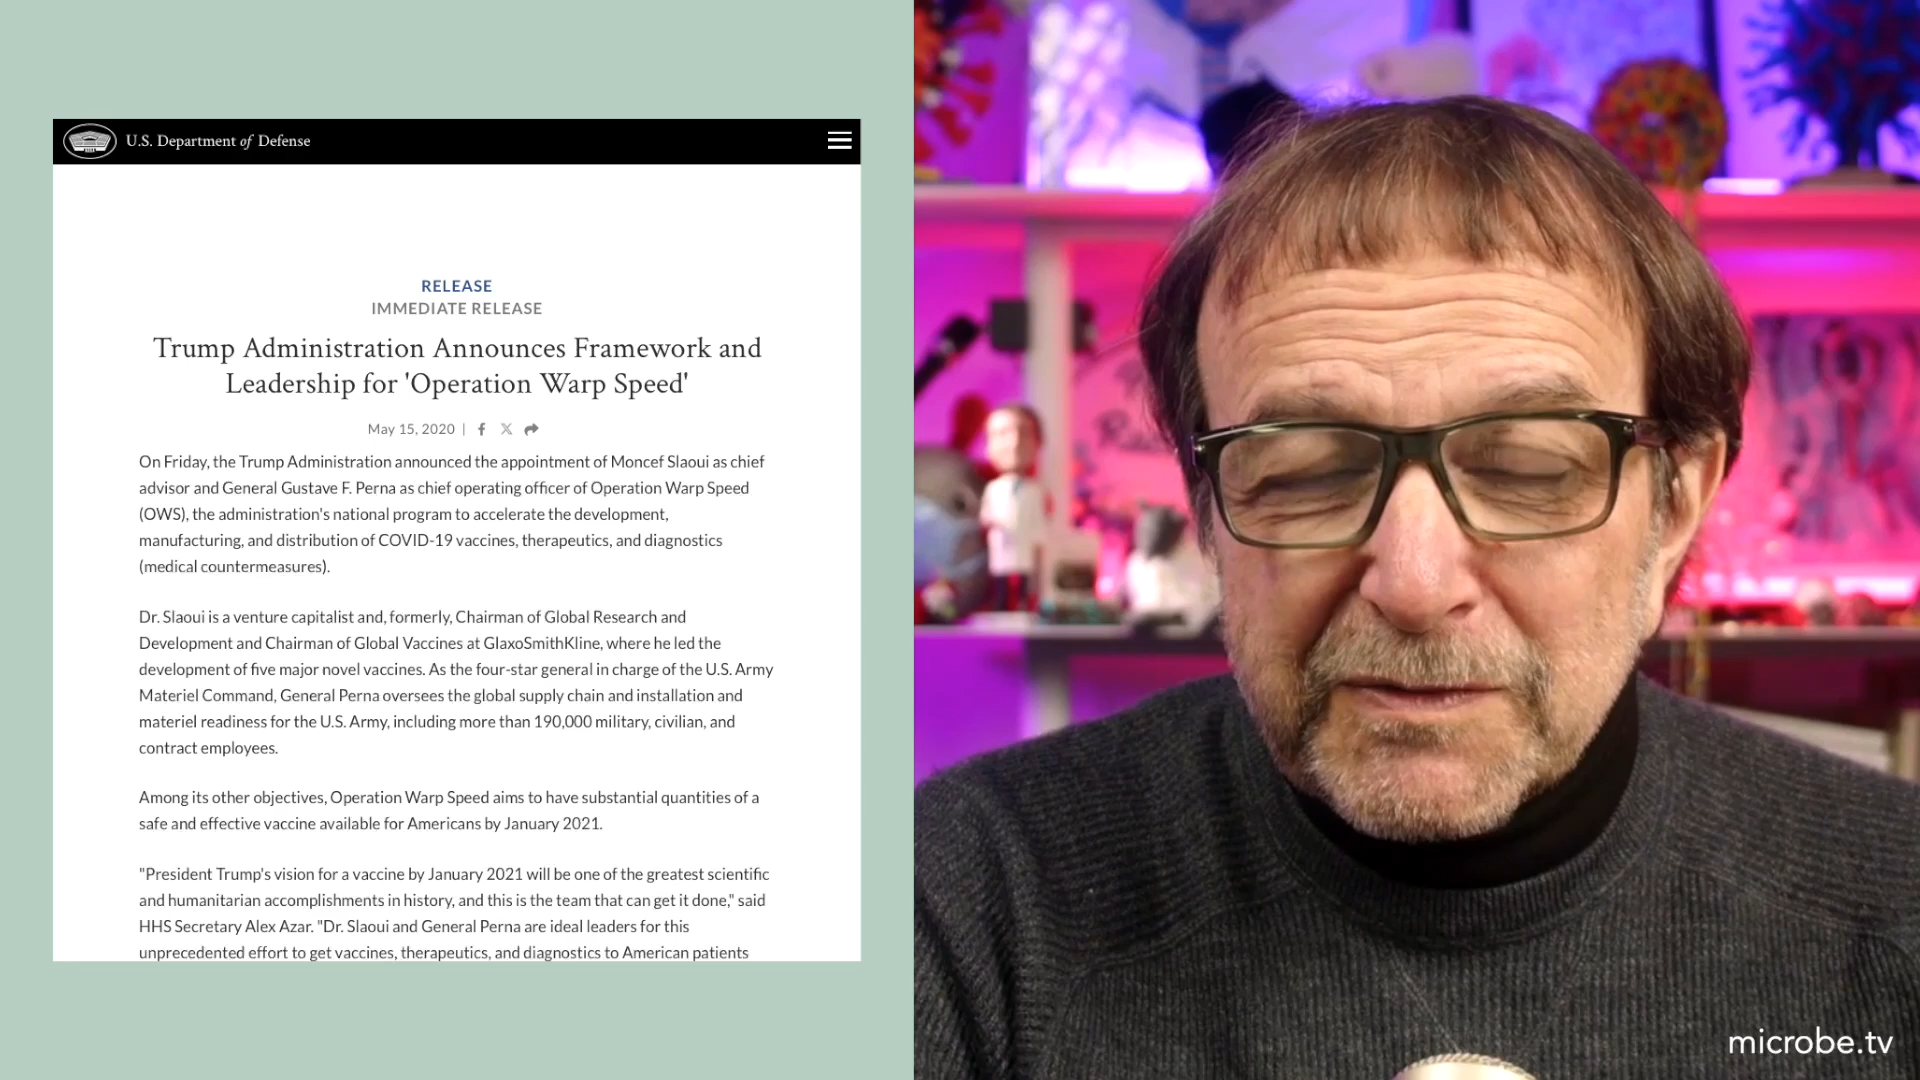 U.S. Department of Defense
RELEASE
IMMEDIATE RELEASE
Trump Administration Announces Framework and
Leadership for 'Operation Warp Speed'
May 15, 2020 |
On Friday, the Trump Administration announced the appointment of Moncef Slaoui as chief
advisor and General Gustave F. Perna as chief operating officer of Operation Warp Speed
(OWS), the administration's national program to accelerate the development,
manufacturing, and distribution of COVID-19 vaccines, therapeutics, and diagnostics
(medical countermeasures).
Dr. Slaoui is a venture capitalist and, formerly, Chairman of Global Research and
Development and Chairman of Global Vaccines at GlaxoSmithKline, where he led the
development of five major novel vaccines. As the four-star general in charge of the U.S. Army
Materiel Command, General Perna oversees the global supply chain and installation and
materiel readiness for the U.S. Army, including more than 190,000 military, civilian, and
contract employees.
Among its other objectives, Operation Warp Speed aims to have substantial quantities of a
safe and effective vaccine available for Americans by January 2021.
"President Trump's vision for a vaccine by January 2021 will be one of the greatest scientific
and humanitarian accomplishments in history, and this is the team that can get it done," said
HHS Secretary Alex Azar. "Dr. Slaoui and General Perna are ideal leaders for this
unprecedented effort to get vaccines, therapeutics, and diagnostics to American patients
microbe.tv